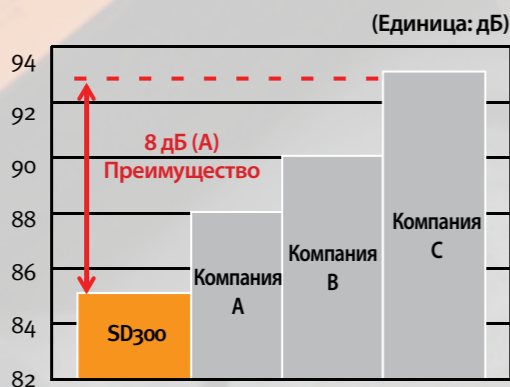 (Единица: дБ)
94
92
90
88
86
84
82
8 дБ (A)
Преимущество
SD300
Компания
A
Компания
B
Компания
C